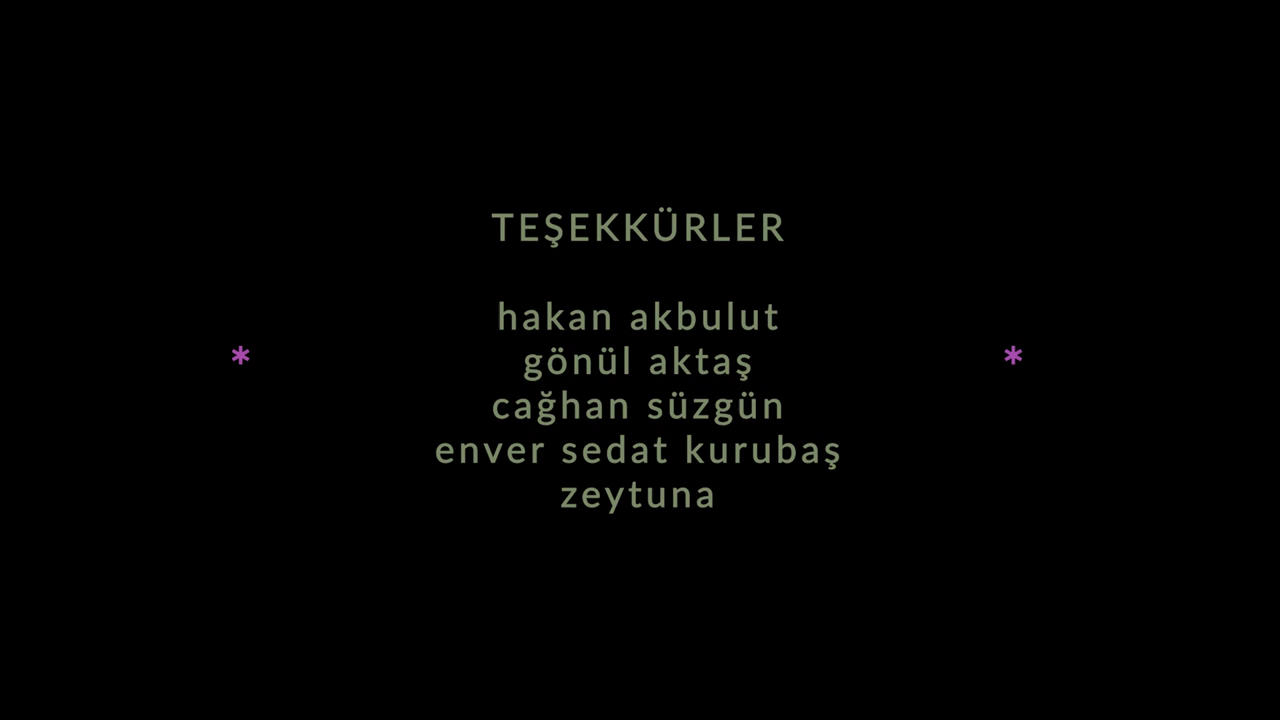 TEŞEKKÜRLER
hakan akbulut
* gönül aktaş *
cağhan süzgün
enver sedat kurubaş
zeytuna